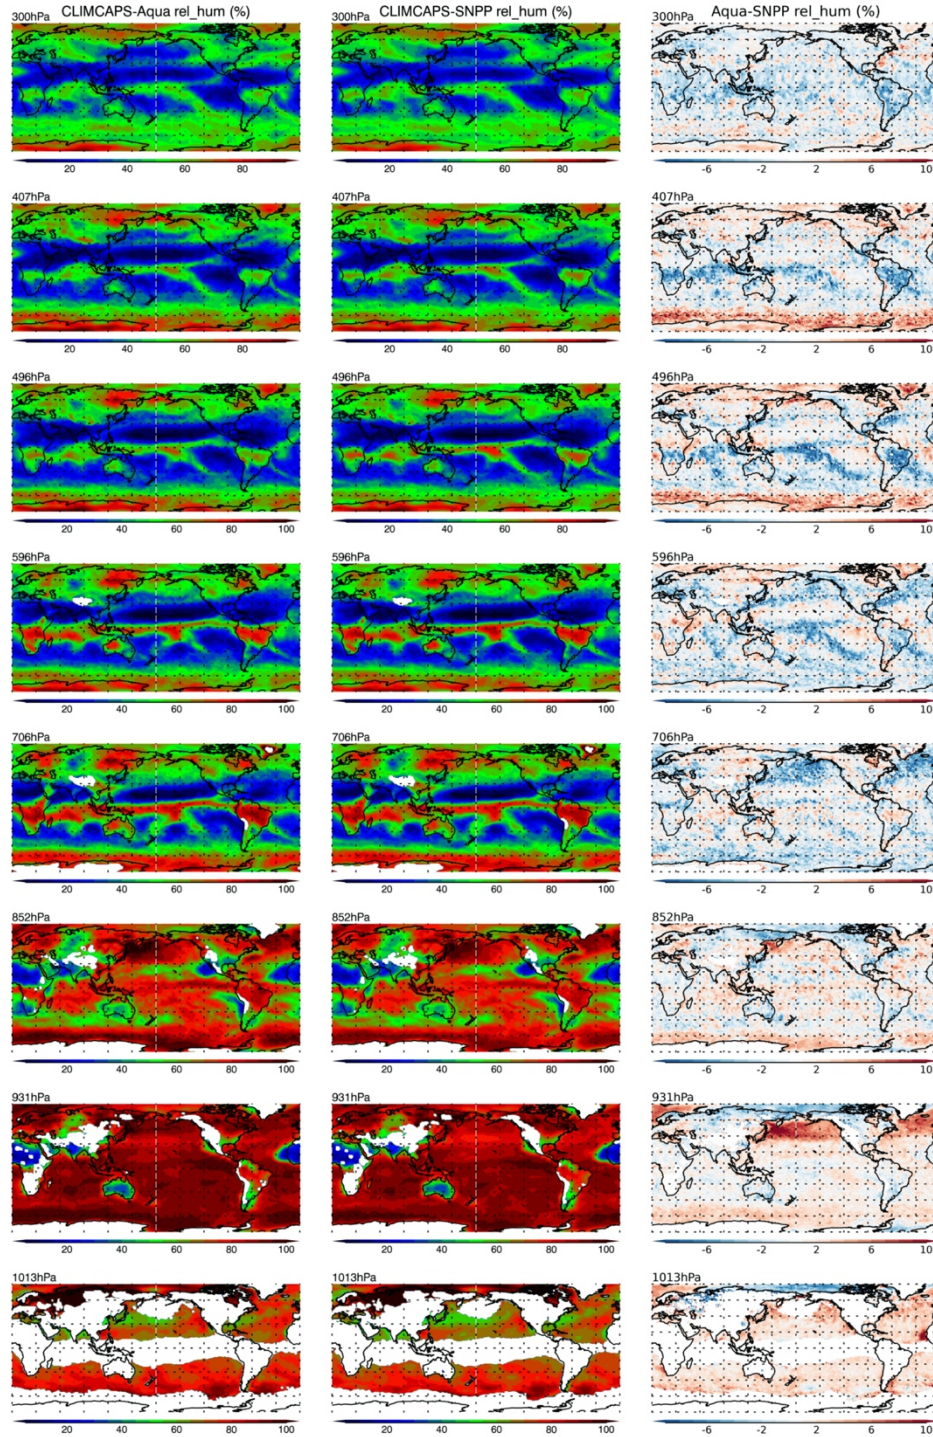 CLIMCAPS-Aqua rel_hum (%) CLIMCAPS-SNPP rel_hum (%) Aqua-SNPP rel_hum (%)
300hPa 300hPa 300hPa
20 40 60 80 20 40 60 80 -6 -2 2 6 10
407hPa 407hPa 407hPa
20 40 60 80 20 40 60 80 -6 -2 2 6 10
496hPa 496hPa 496hPa
20 40 60 80 100 20 40 60 80 -6 -2 2 6 10
596hPa 596hPa 596hPa
20 40 60 80 100 20 40 60 80 100 -6 -2 2 6 10
706hPa 706hPa 706hPa
20 40 60 80 100 20 40 60 80 100 -6 -2 2 6 10
852hPa 852hPa 852hPa
20 40 60 80 100 20 40 60 80 100 -6 -2 2 6 10
931hPa 931hPa 931hPa
20 40 60 80 100 20 40 60 80 100 -6 -2 2 6 10
1013hPa 1013hPa 1013hPa
20 40 60 80 100 20 40 60 80 100 -6 -2 2 6 10